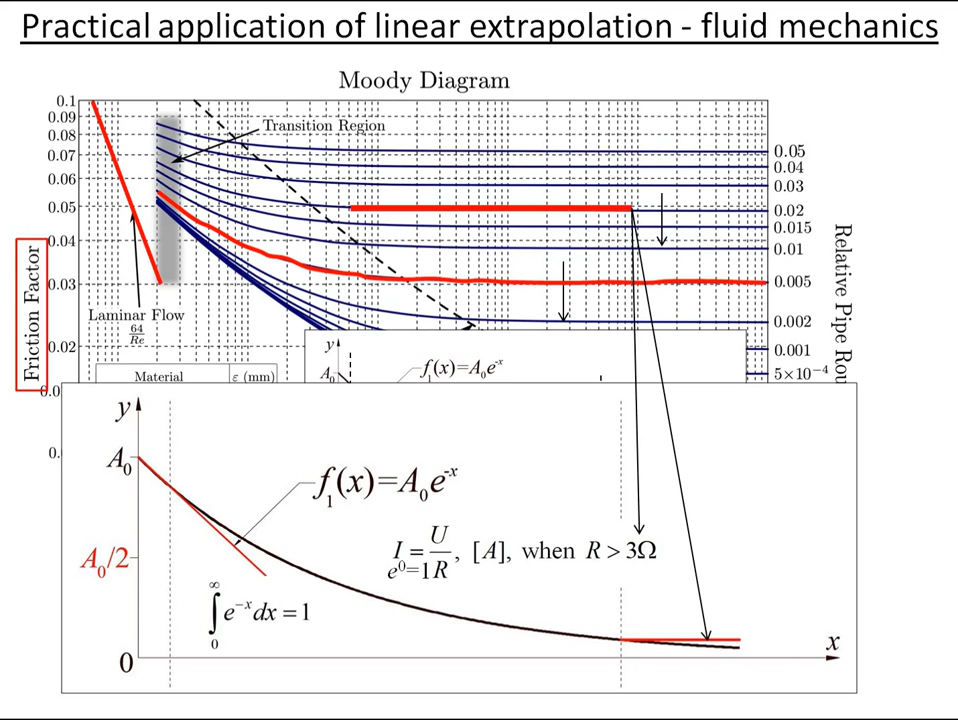 Practical application of linear extrapolation - fluid mechanics
Moody Diagram
0.1
0.09
0.08
0.07
0.06
0.05
0.04
0.03
0.02
0.0
0.
Friction Factor
Transition Region
Laminar Flow
64
Re
0.05
0.04
0.03
0.02
0.015
0.01
0.005
0.002
0.001
5×10⁻⁴
Relative Pipe Rou
Material
ε (mm)
y
A₀
f₁(x)=A₀e⁻ˣ
y
A₀
f₁(x)=A₀e⁻ˣ
A₀/2
I = U/R, [A], when R > 3Ω
e⁰=1
∫₀^∞ e⁻ˣdx = 1
0
x